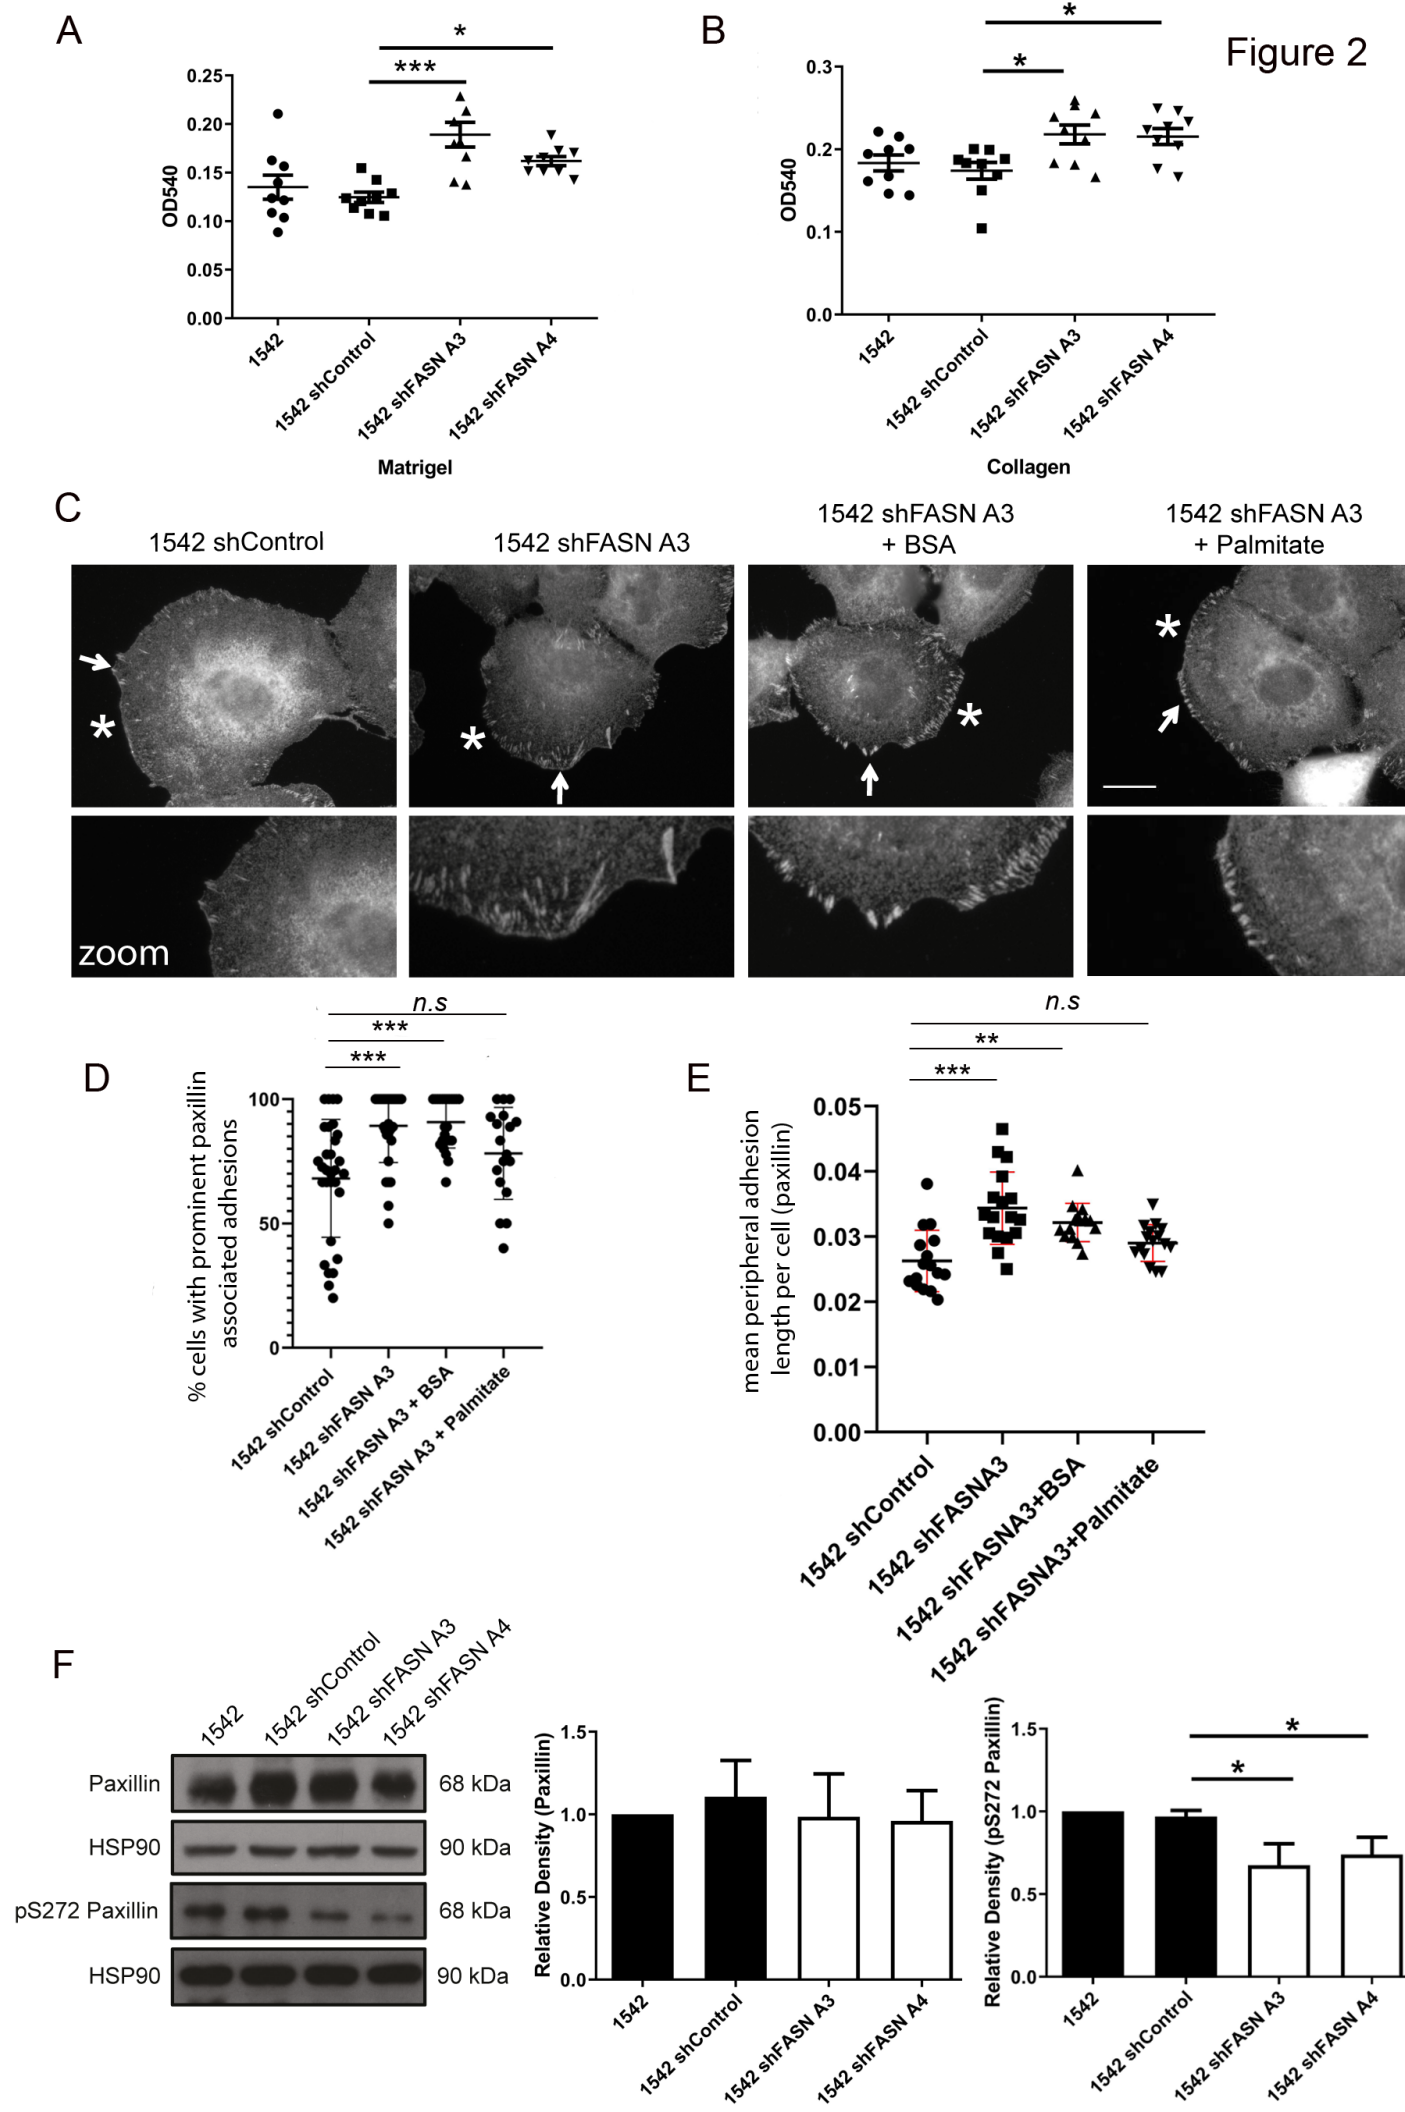 Figure 2
A
*
***
0.25
0.20
0.15
0.10
0.05
0.00
OD540
1542
1542 shControl
1542 shFASN A3
1542 shFASN A4
Matrigel
B
*
*
0.3
0.2
0.1
0.0
OD540
1542
1542 shControl
1542 shFASN A3
1542 shFASN A4
Collagen
C
1542 shControl
1542 shFASN A3
1542 shFASN A3
+ BSA
1542 shFASN A3
+ Palmitate
*
*
*
*
zoom
D
n.s
***
***
100
50
0
% cells with prominent paxillin
associated adhesions
1542 shControl
1542 shFASN A3
1542 shFASN A3 + BSA
1542 shFASN A3 + Palmitate
E
n.s
**
***
0.05
0.04
0.03
0.02
0.01
0.00
mean peripheral adhesion
length per cell (paxillin)
1542 shControl
1542 shFASNA3
1542 shFASNA3+BSA
1542 shFASNA3+Palmitate
F
1542
1542 shControl
1542 shFASN A3
1542 shFASN A4
Paxillin 68 kDa
HSP90 90 kDa
pS272 Paxillin 68 kDa
HSP90 90 kDa
1.5
1.0
0.5
0.0
Relative Density (Paxillin)
1542
1542 shControl
1542 shFASN A3
1542 shFASN A4
*
*
1.5
1.0
0.5
0.0
Relative Density (pS272 Paxillin)
1542
1542 shControl
1542 shFASN A3
1542 shFASN A4